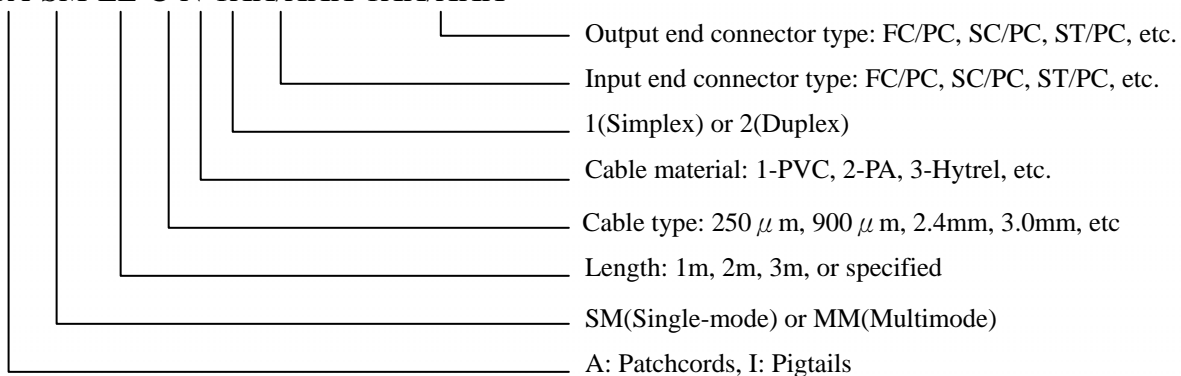 Output end connector type: FC/PC, SC/PC, ST/PC, etc.
Input end connector type: FC/PC, SC/PC, ST/PC, etc.
1(Simplex) or 2(Duplex)
Cable material: 1-PVC, 2-PA, 3-Hytrel, etc.
Cable type: 250 μm, 900 μm, 2.4mm, 3.0mm, etc
Length: 1m, 2m, 3m, or specified
SM(Single-mode) or MM(Multimode)
A: Patchcords, I: Pigtails